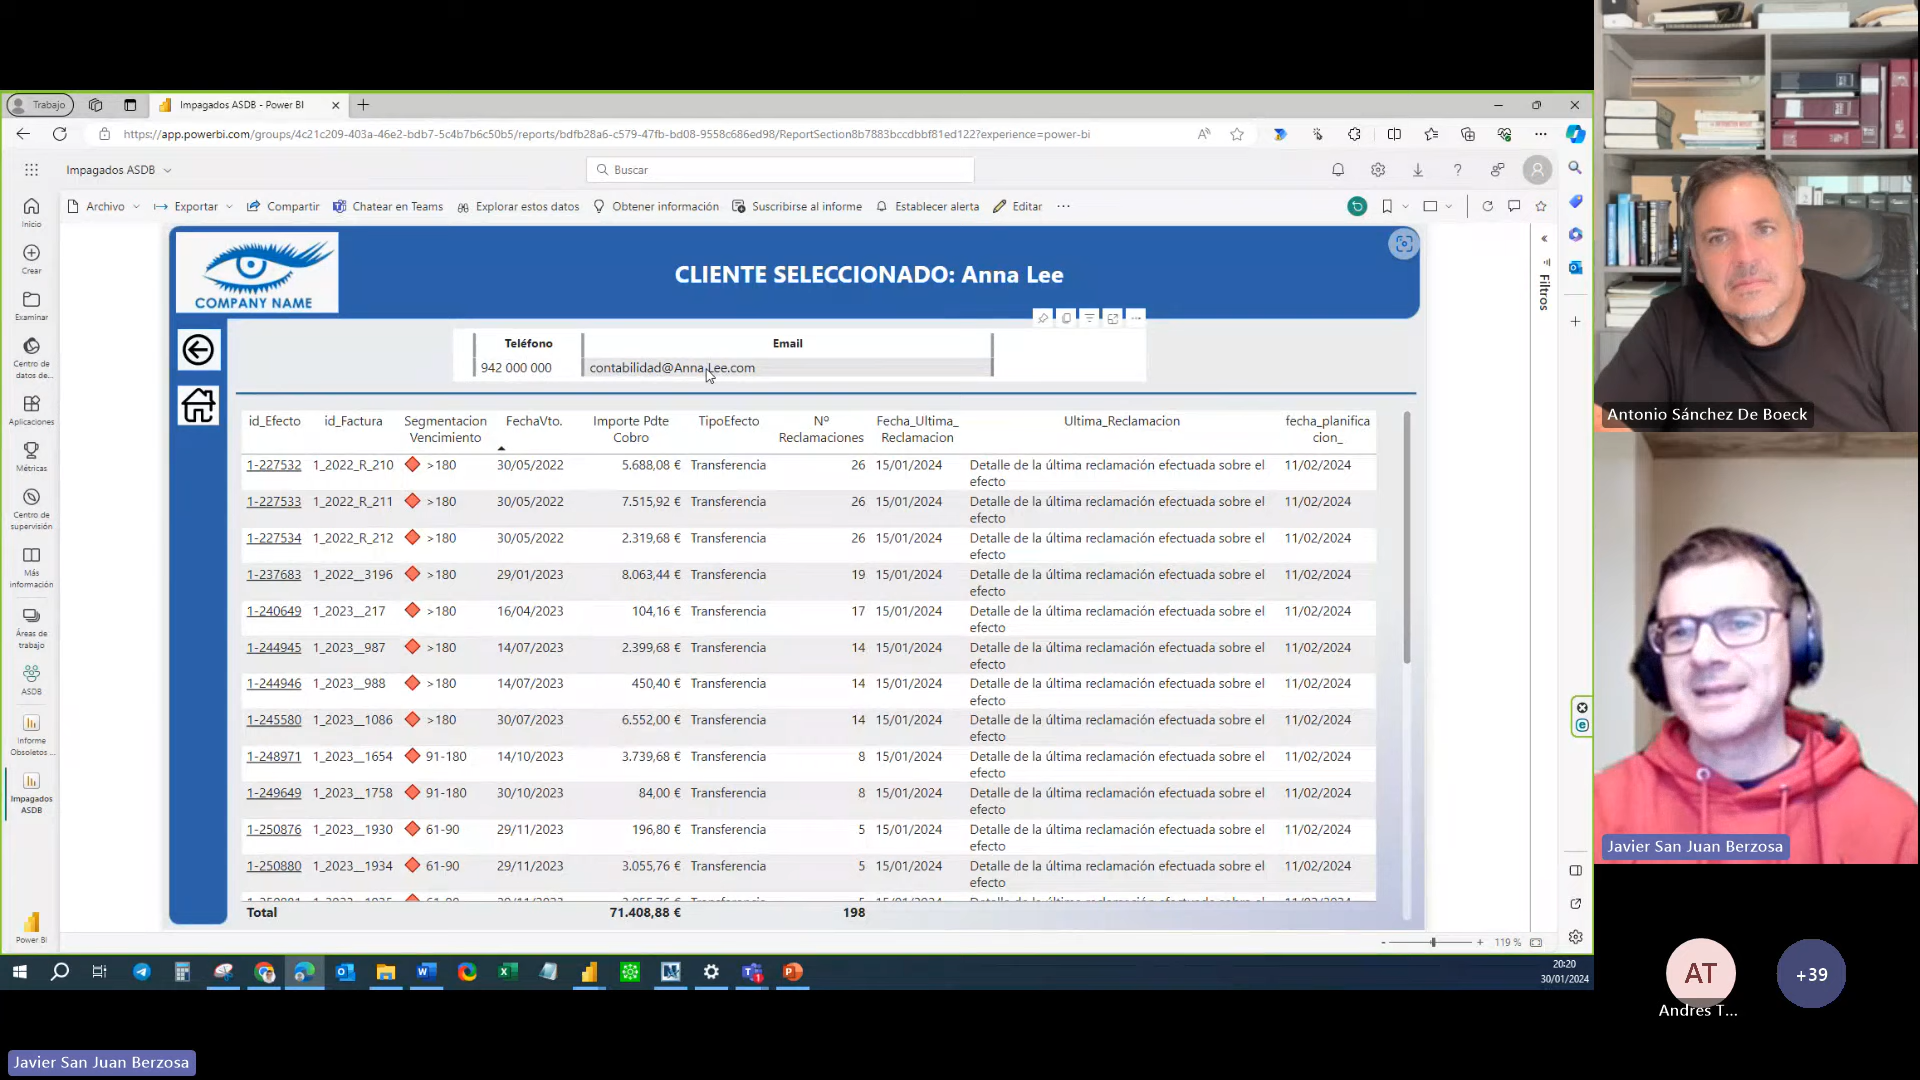 Trabajo
Impagados ASDB - Power BI
https://app.powerbi.com/groups/4c21c209-403a-46e2-bdb7-5c4b7b6c50b5/reports/bdfb28a6-c579-47fb-bd08-9558c686ed98/ReportSection8b7883bccdbbf81ed122?experience=power-bi
Impagados ASDB
Buscar
Archivo
Exportar
Compartir
Chatear en Teams
Explorar estos datos
Obtener información
Suscribirse al informe
Establecer alerta
Editar
Inicio
Crear
Examinar
Centro de
datos de...
Aplicaciones
Métricas
Centro de
supervisión
Más
información
Áreas de
trabajo
ASDB
Informe
Obsoletos ...
Impagados
ASDB
Power BI
COMPANY NAME
CLIENTE SELECCIONADO: Anna Lee
Filtros
Teléfono Email
942 000 000 contabilidad@Anna Lee.com
id_Efecto id_Factura Segmentacion Vencimiento FechaVto. Importe Pdte Cobro TipoEfecto Nº Reclamaciones Fecha_Ultima_ Reclamacion Ultima_Reclamacion fecha_planifica cion_
1-227532 1_2022_R_210 >180 30/05/2022 5.688,08 € Transferencia 26 15/01/2024 Detalle de la última reclamación efectuada sobre el 11/02/2024
efecto
1-227533 1_2022_R_211 >180 30/05/2022 7.515,92 € Transferencia 26 15/01/2024 Detalle de la última reclamación efectuada sobre el 11/02/2024
efecto
1-227534 1_2022_R_212 >180 30/05/2022 2.319,68 € Transferencia 26 15/01/2024 Detalle de la última reclamación efectuada sobre el 11/02/2024
efecto
1-237683 1_2022__3196 >180 29/01/2023 8.063,44 € Transferencia 19 15/01/2024 Detalle de la última reclamación efectuada sobre el 11/02/2024
efecto
1-240649 1_2023__217 >180 16/04/2023 104,16 € Transferencia 17 15/01/2024 Detalle de la última reclamación efectuada sobre el 11/02/2024
efecto
1-244945 1_2023__987 >180 14/07/2023 2.399,68 € Transferencia 14 15/01/2024 Detalle de la última reclamación efectuada sobre el 11/02/2024
efecto
1-244946 1_2023__988 >180 14/07/2023 450,40 € Transferencia 14 15/01/2024 Detalle de la última reclamación efectuada sobre el 11/02/2024
efecto
1-245580 1_2023__1086 >180 30/07/2023 6.552,00 € Transferencia 14 15/01/2024 Detalle de la última reclamación efectuada sobre el 11/02/2024
efecto
1-248971 1_2023__1654 91-180 14/10/2023 3.739,68 € Transferencia 8 15/01/2024 Detalle de la última reclamación efectuada sobre el 11/02/2024
efecto
1-249649 1_2023__1758 91-180 30/10/2023 84,00 € Transferencia 8 15/01/2024 Detalle de la última reclamación efectuada sobre el 11/02/2024
efecto
1-250876 1_2023__1930 61-90 29/11/2023 196,80 € Transferencia 5 15/01/2024 Detalle de la última reclamación efectuada sobre el 11/02/2024
efecto
1-250880 1_2023__1934 61-90 29/11/2023 3.055,76 € Transferencia 5 15/01/2024 Detalle de la última reclamación efectuada sobre el 11/02/2024
efecto
Total 71.408,88 € 198
119 %
20:20
30/01/2024
Antonio Sánchez De Boeck
Javier San Juan Berzosa
AT
+39
Andres T...
Javier San Juan Berzosa